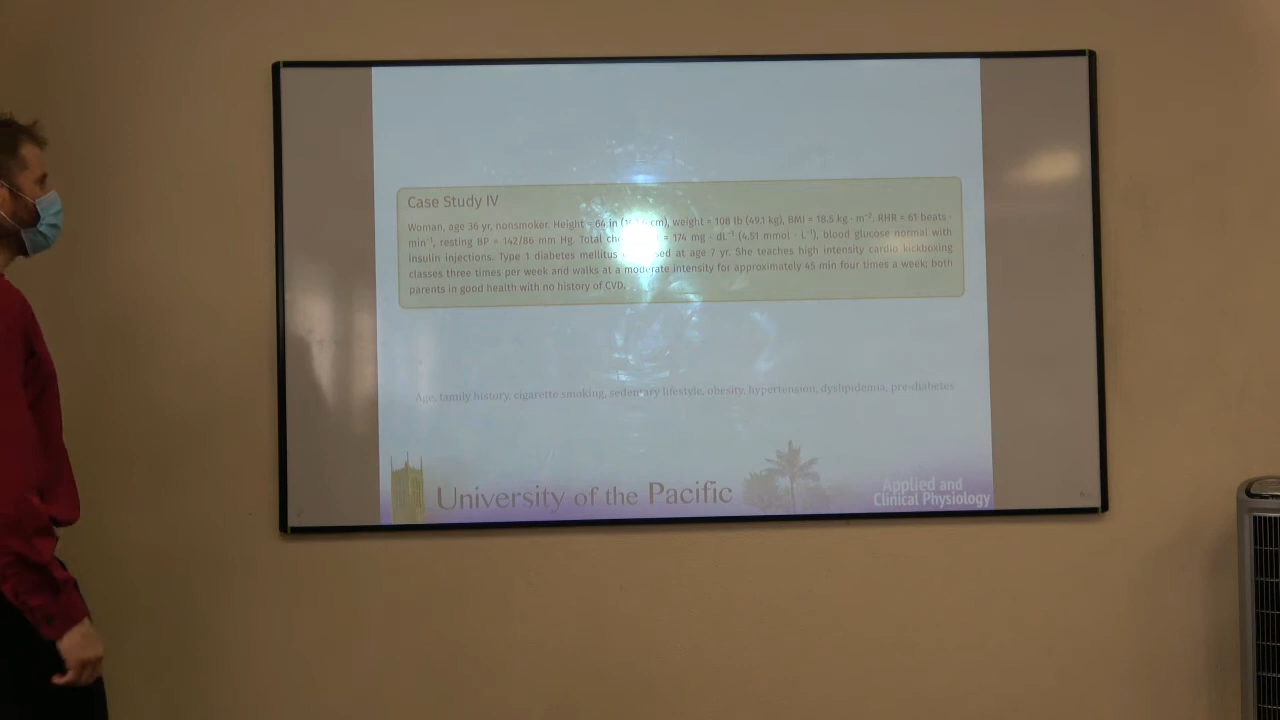 Case Study IV
Woman, age 36 yr, nonsmoker. Height = 64 in cm), weight = 108 lb (49.1 kg), BMI = 18.5 kg · m⁻². RHR = 61 beats ·
min⁻¹, resting BP = 142/86 mm Hg. Total = 174 mg · dL⁻¹ (4.51 mmol · L⁻¹), blood glucose normal with
insulin injections. Type 1 diabetes mellitus at age 7 yr. She teaches high intensity cardio kickboxing
classes three times per week and walks at a moderate intensity for approximately 45 min four times a week; both
parents in good health with no history of CVD.
Age, family history, cigarette smoking, sedentary lifestyle, obesity, hypertension, dyslipidemia, pre-diabetes
University of the Pacific
Applied and
Clinical Physiology